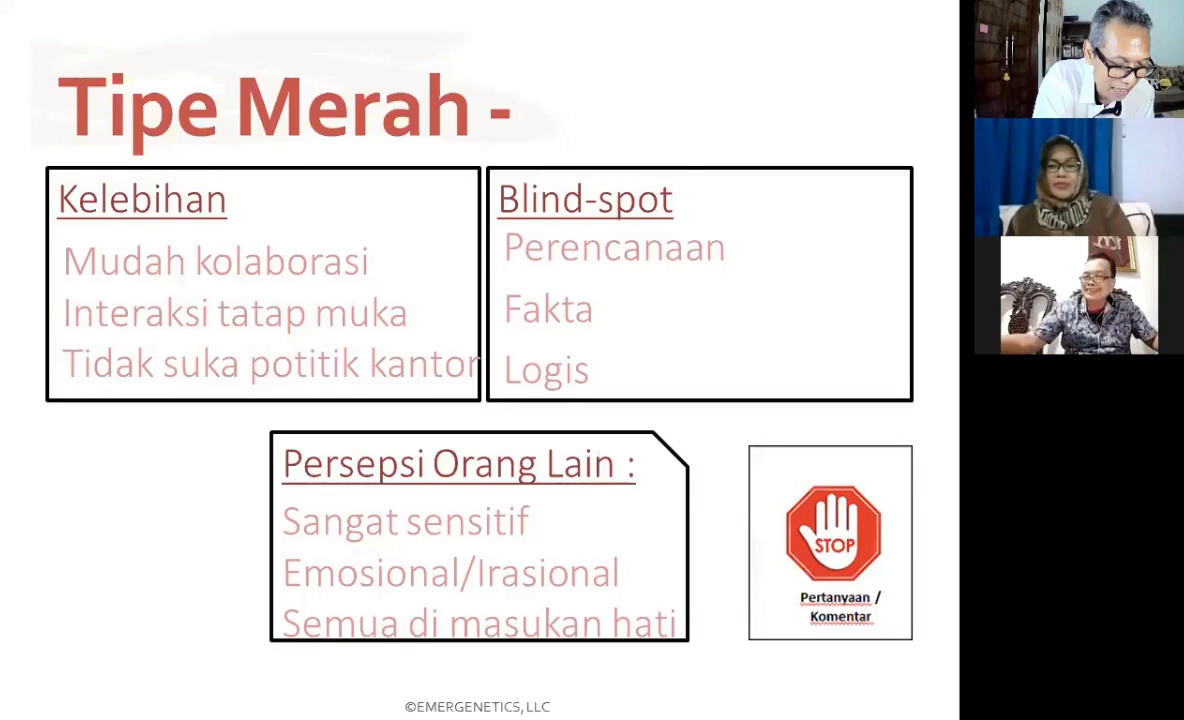 Tipe Merah -
Kelebihan
Mudah kolaborasi
Interaksi tatap muka
Tidak suka potitik kantor
Blind-spot
Perencanaan
Fakta
Logis
Persepsi Orang Lain :
Sangat sensitif
Emosional/Irasional
Semua di masukan hati
STOP
Pertanyaan /
Komentar
©EMERGENETICS, LLC